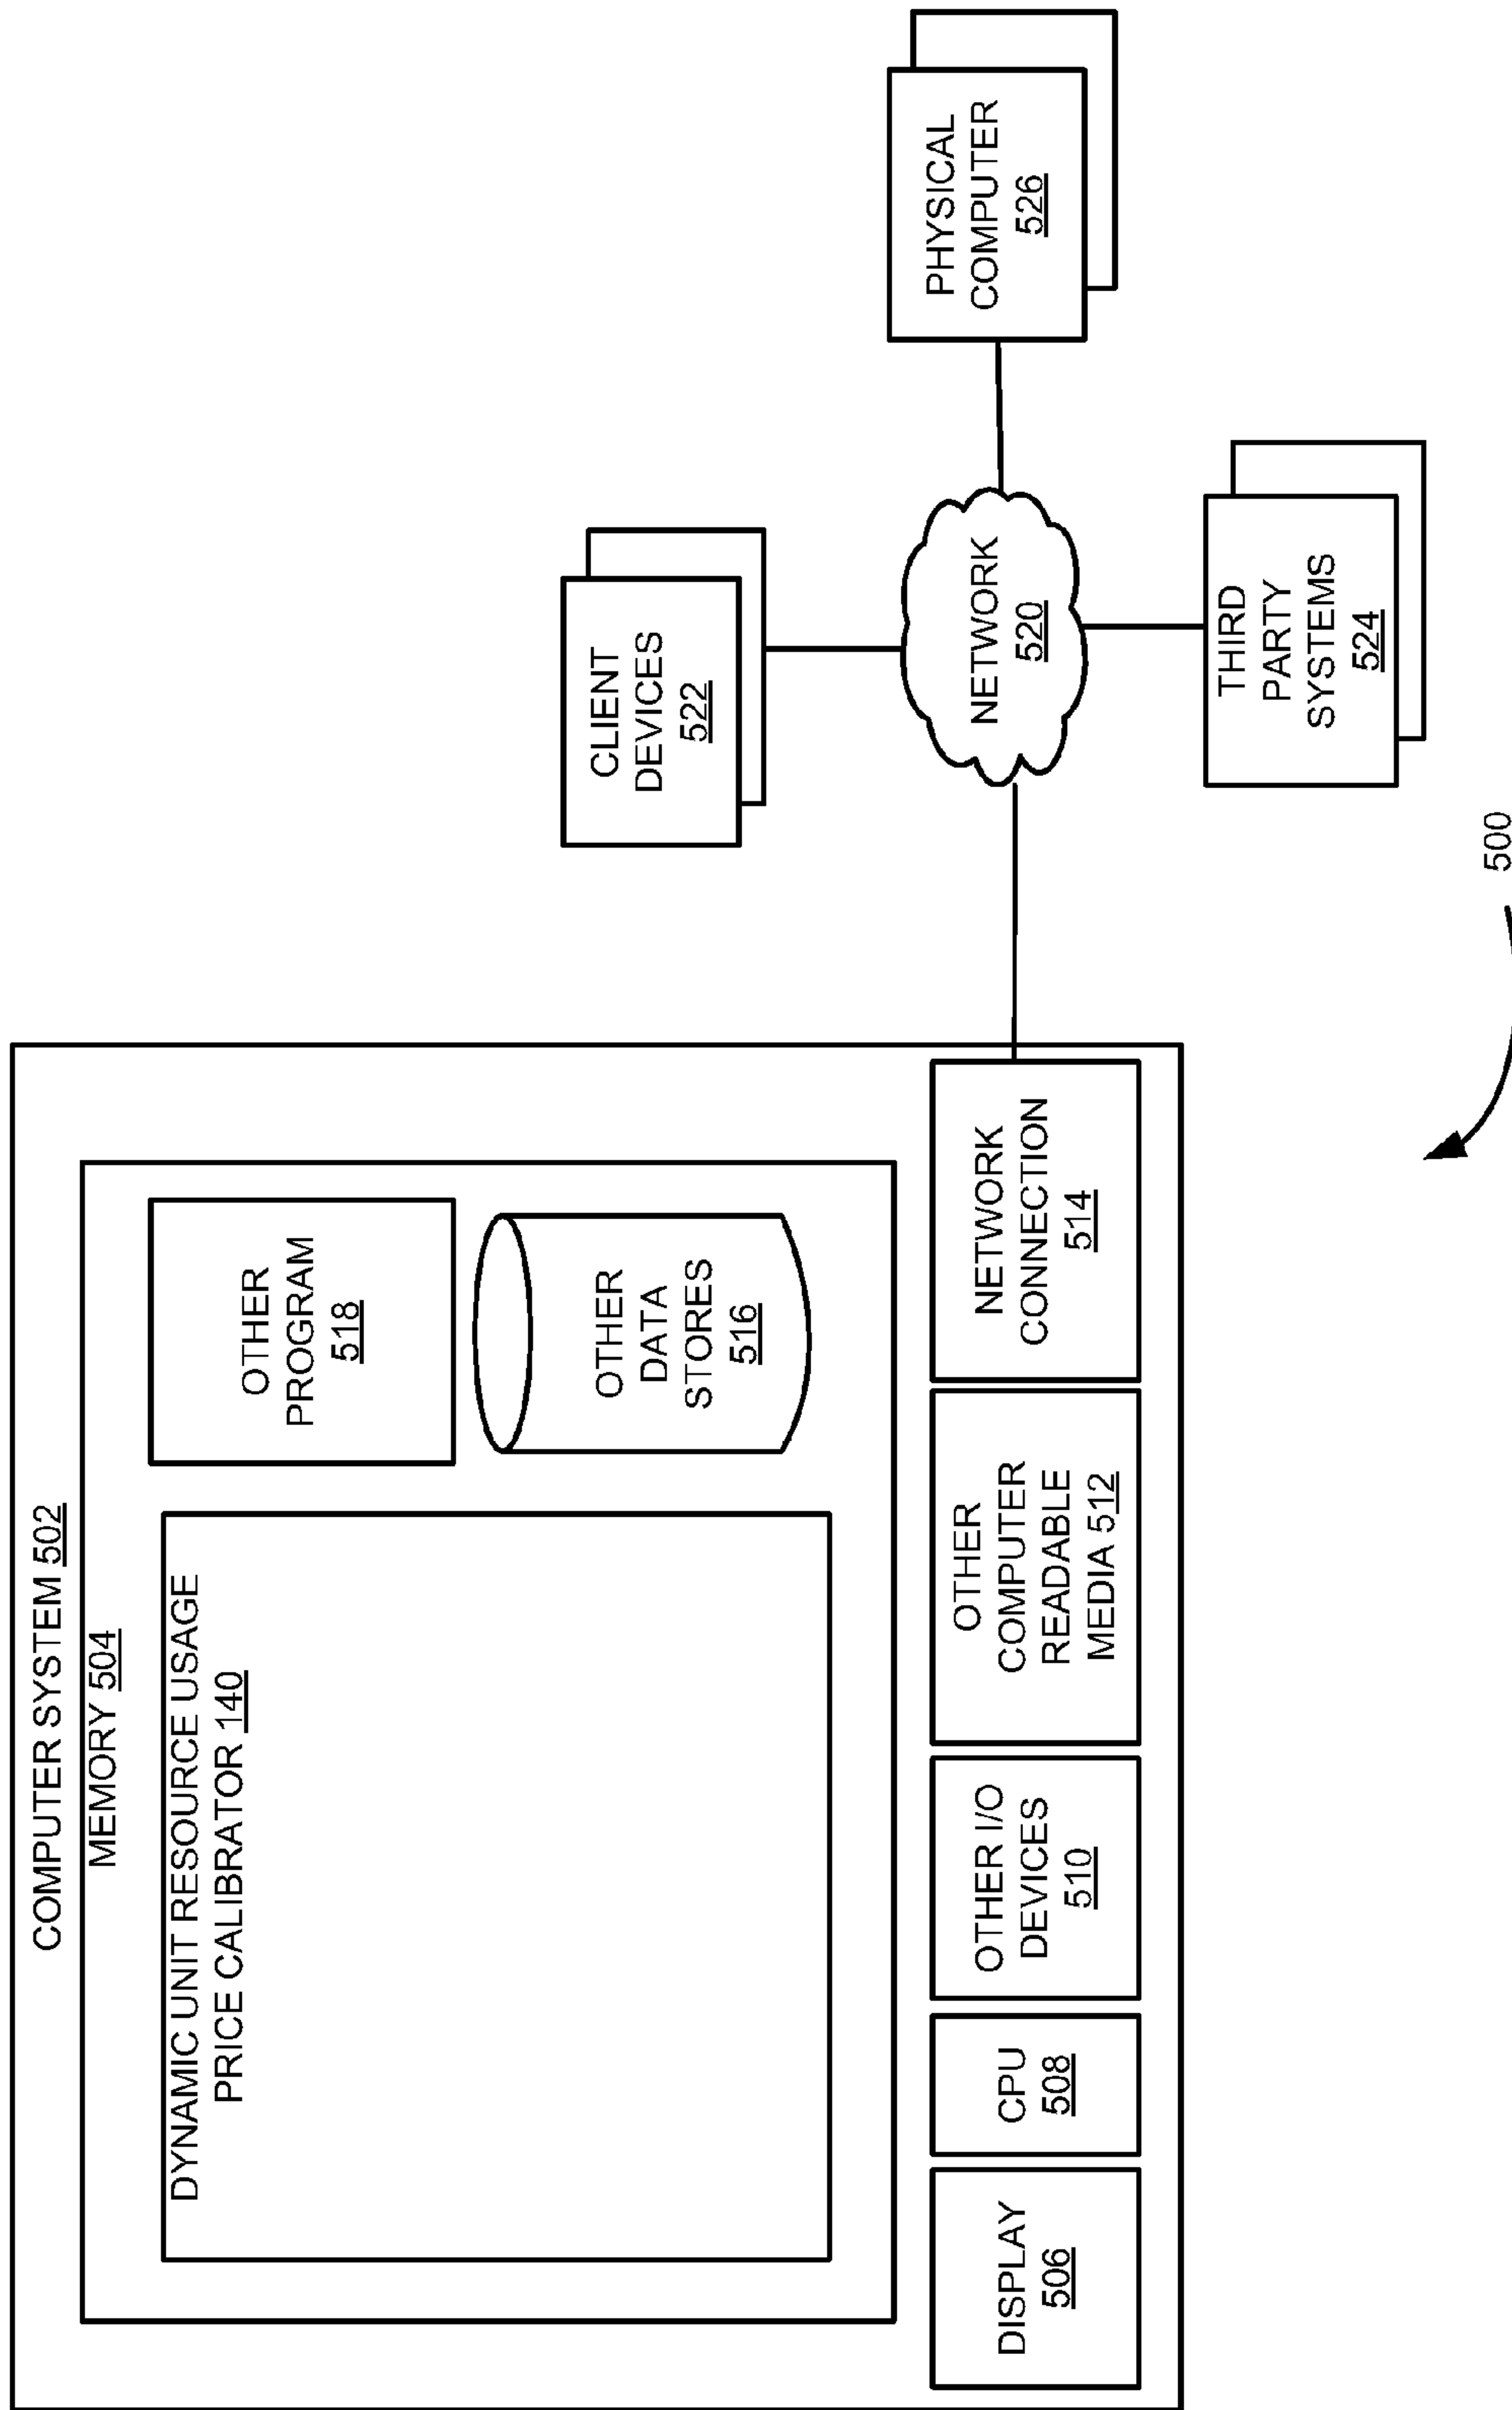 COMPUTER SYSTEM 502
MEMORY 504
DYNAMIC UNIT RESOURCE USAGE
PRICE CALIBRATOR 140
OTHER
PROGRAM
518
OTHER
DATA
STORES
516
DISPLAY
506
CPU
508
OTHER I/O
DEVICES
510
OTHER
COMPUTER
READABLE
MEDIA 512
NETWORK
CONNECTION
514
CLIENT
DEVICES
522
NETWORK
520
PHYSICAL
COMPUTER
526
THIRD
PARTY
SYSTEMS
524
500